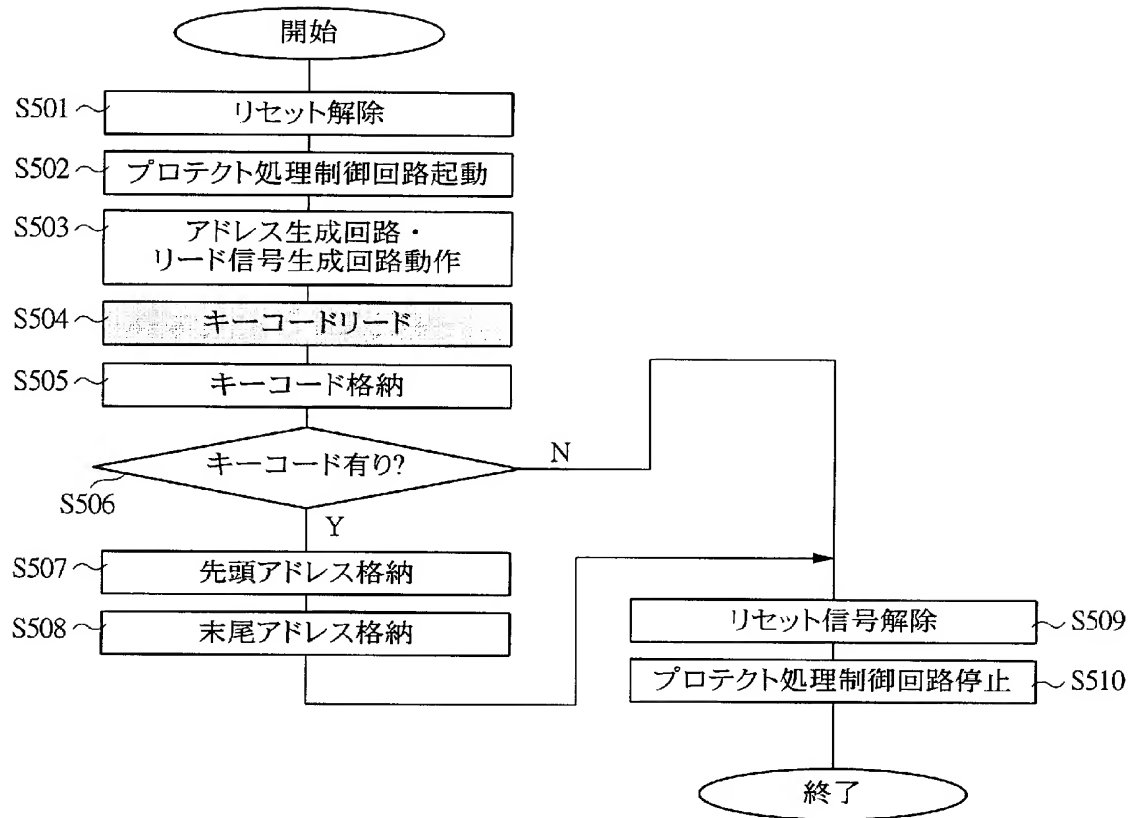 開始
S501 リセット解除
S502 プロテクト処理制御回路起動
S503 アドレス生成回路・
リード信号生成回路動作
S504 キーコードリード
S505 キーコード格納
S506 キーコード有り?
N
Y
S507 先頭アドレス格納
S508 末尾アドレス格納
リセット信号解除 S509
プロテクト処理制御回路停止 S510
終了